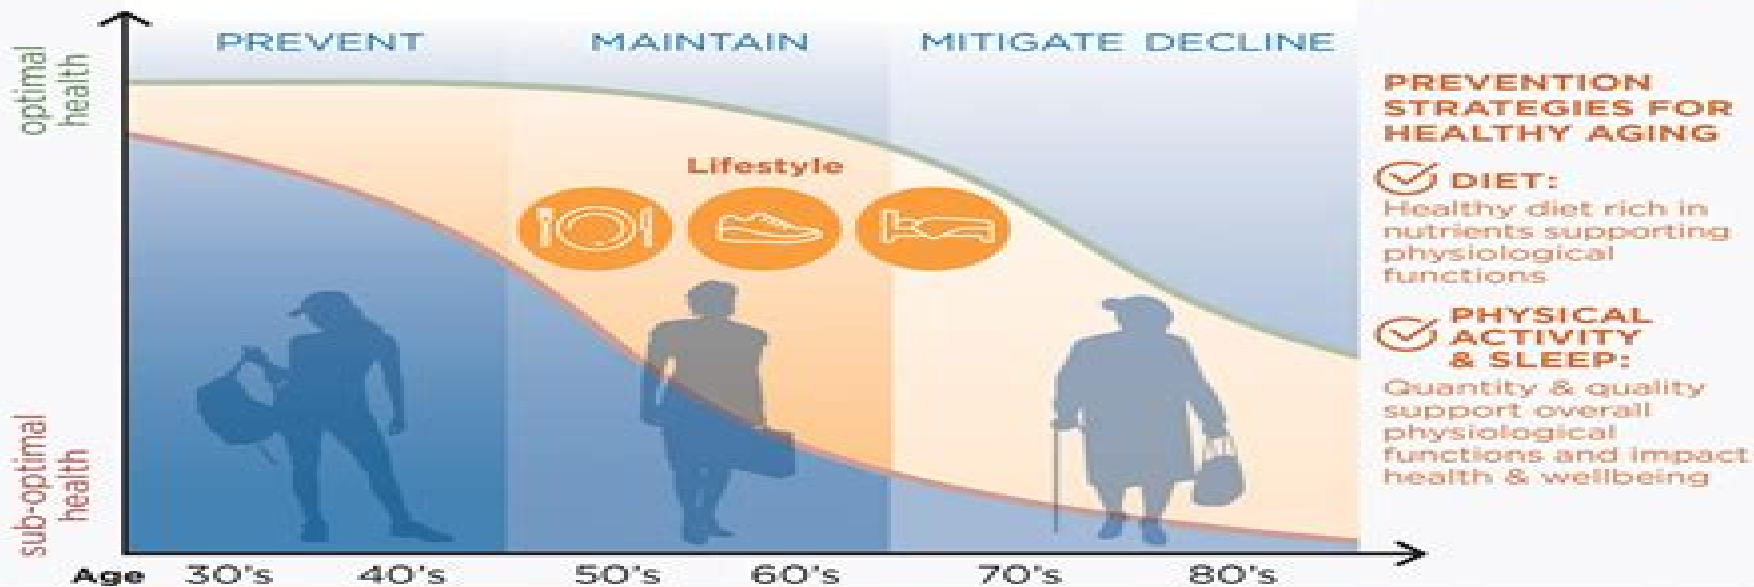 PREVENT
MAINTAIN
MITIGATE DECLINE
optimal
health
sub-optimal
health
Lifestyle
Age
30's
40's
50's
60's
70's
80's
PREVENTION
STRATEGIES FOR
HEALTHY AGING
DIET:
Healthy diet rich in
nutrients supporting
physiological
functions
PHYSICAL
ACTIVITY
& SLEEP:
Quantity & quality
support overall
physiological
functions and impact
health & wellbeing